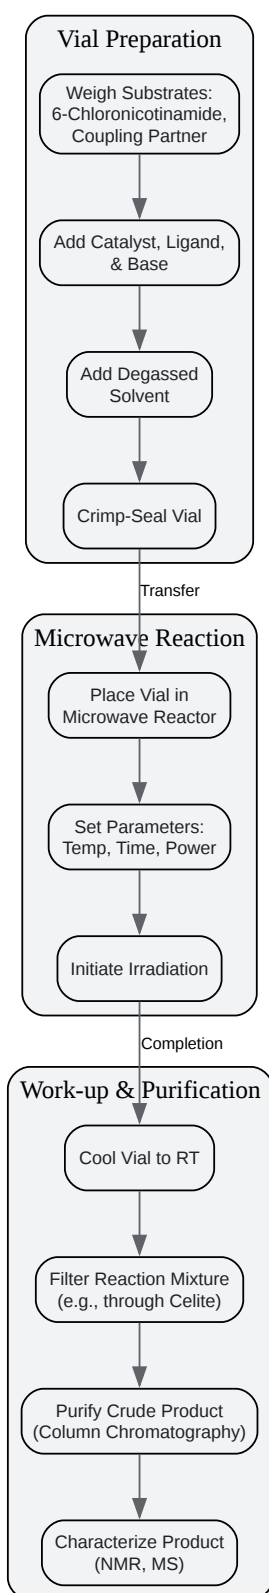 Vial Preparation
Weigh Substrates:
6-Chloronicotinamide,
Coupling Partner
Add Catalyst, Ligand,
& Base
Add Degassed
Solvent
Crimp-Seal Vial
Transfer
Microwave Reaction
Place Vial in
Microwave Reactor
Set Parameters:
Temp, Time, Power
Initiate Irradiation
Completion
Work-up & Purification
Cool Vial to RT
Filter Reaction Mixture
(e.g., through Celite)
Purify Crude Product
(Column Chromatography)
Characterize Product
(NMR, MS)